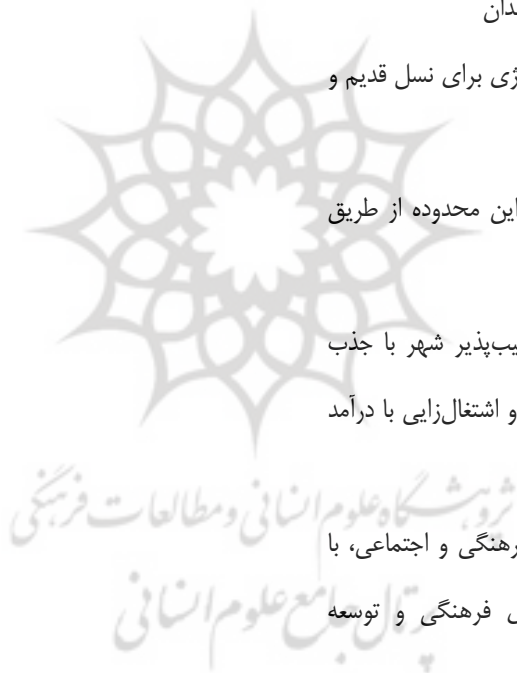 ندان
ژی برای نسل قدیم و
این محدوده از طریق
یب‌پذیر شهر با جذب
و اشتغال‌زایی با درآمد
پژوهشگاه علوم انسانی و مطالعات فرهنگی
رهنگی و اجتماعی، با
پرتال جامع علوم انسانی
ی فرهنگی و توسعه